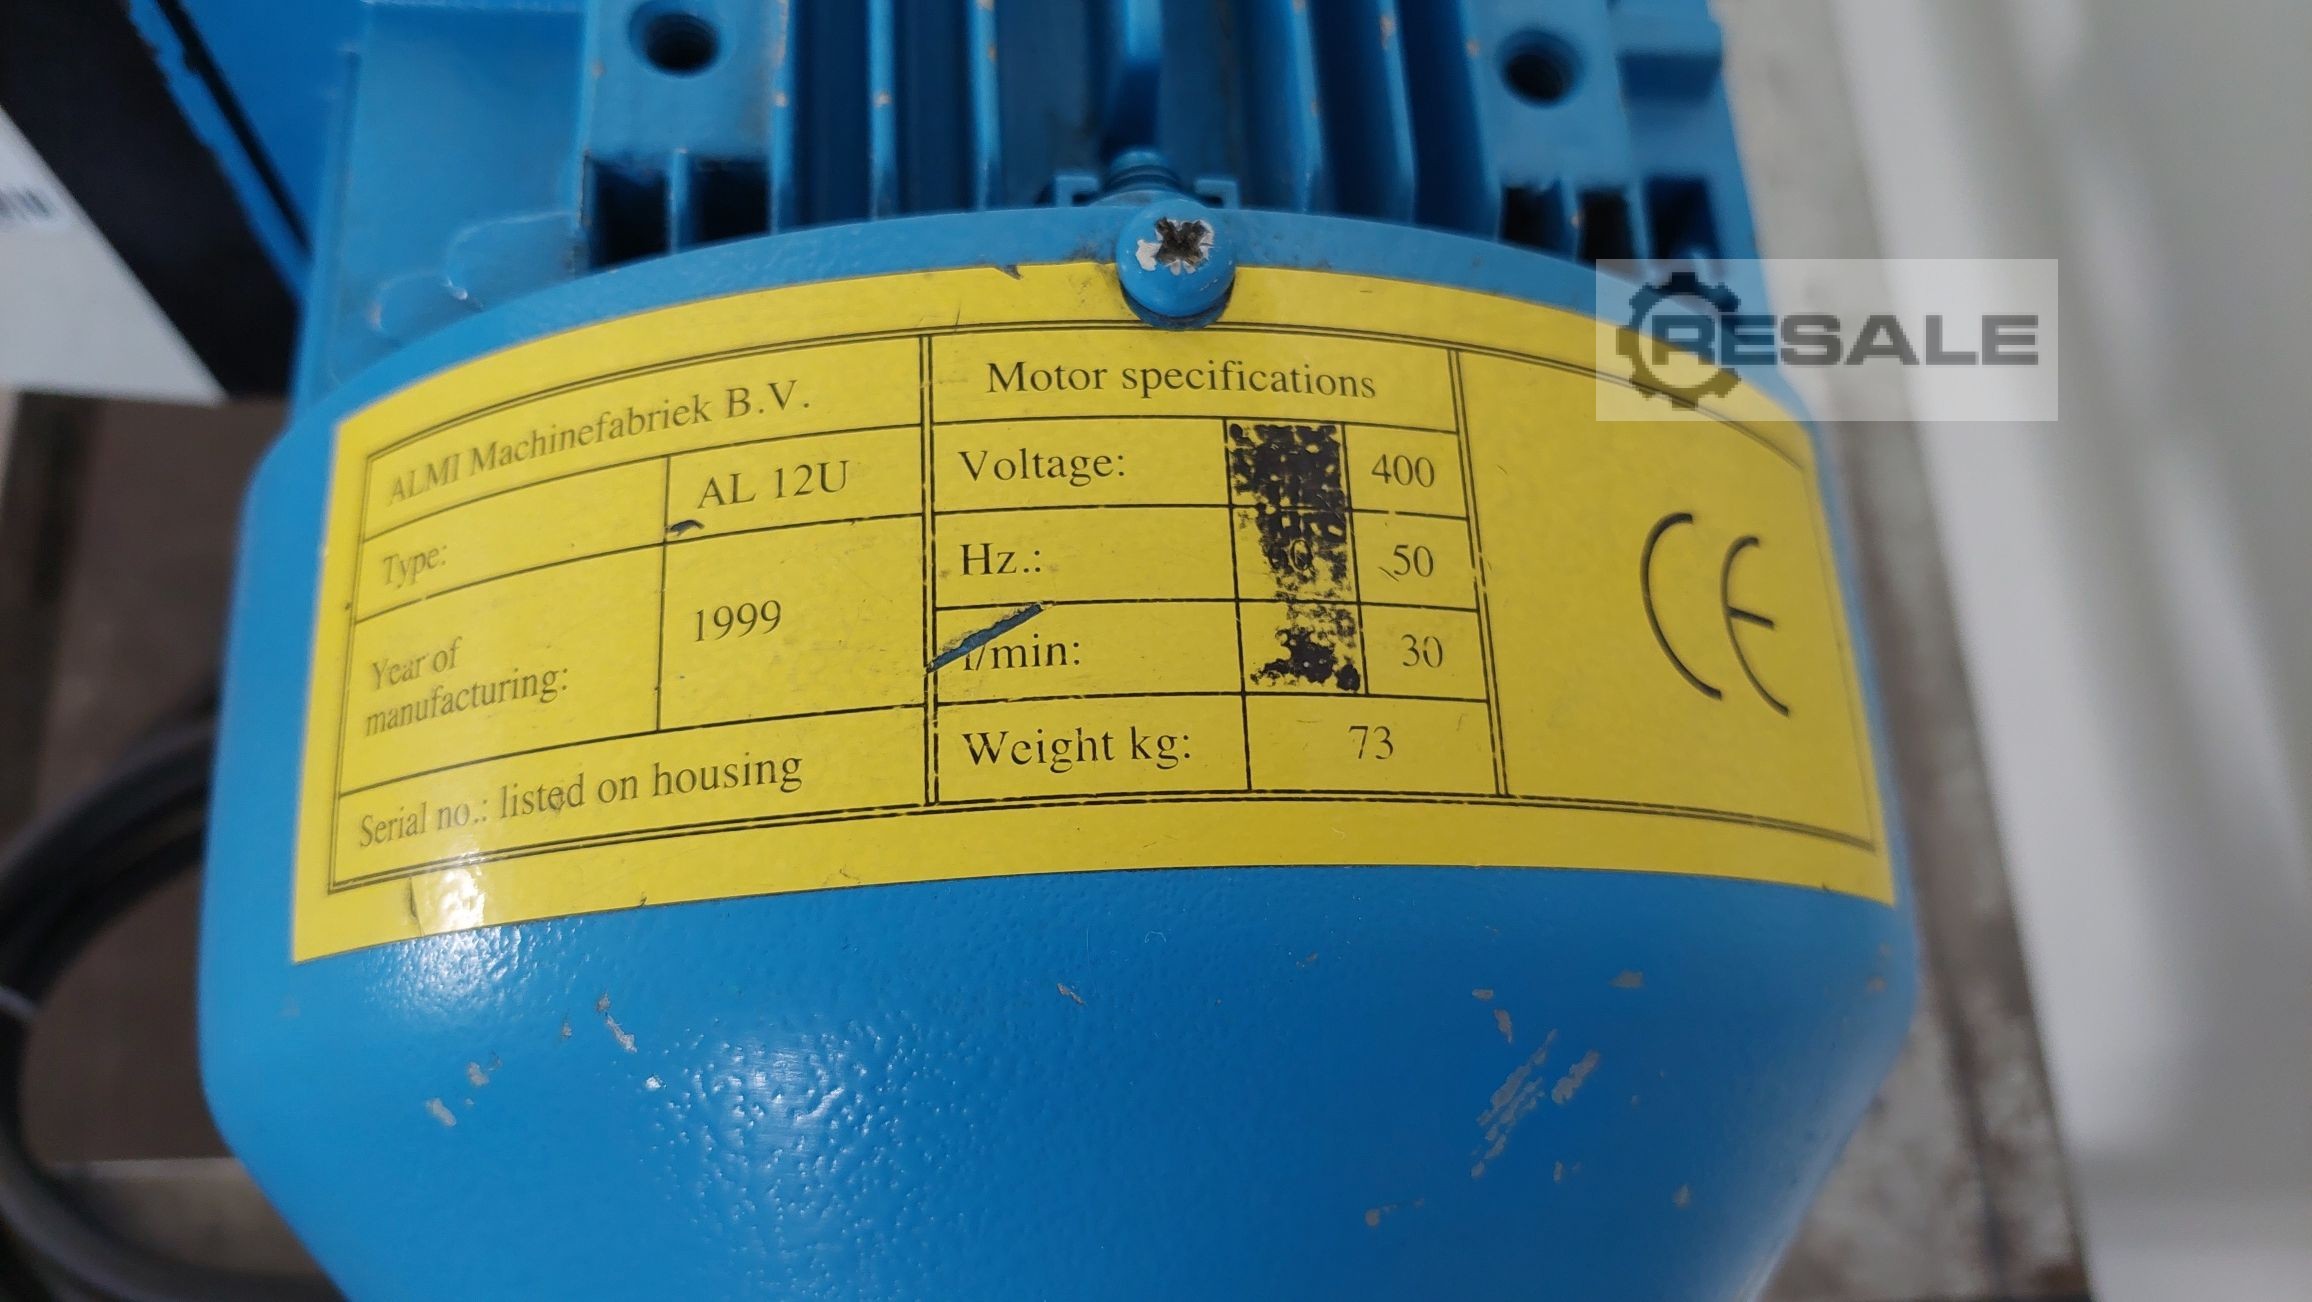 ALMI Machinefabriek B.V.
Type: AL 12U
Year of
manufacturing: 1999
Serial no.: listed on housing
Motor specifications
Voltage: 400
Hz.: 50
/min: 30
Weight kg: 73
CE
RESALE